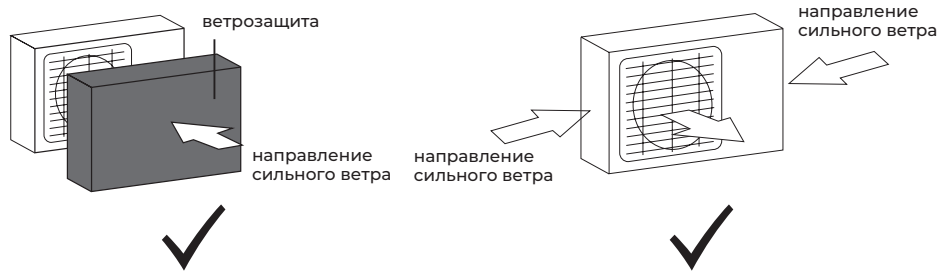 ветрозащита
направление
сильного ветра
направление
сильного ветра
направление
сильного ветра